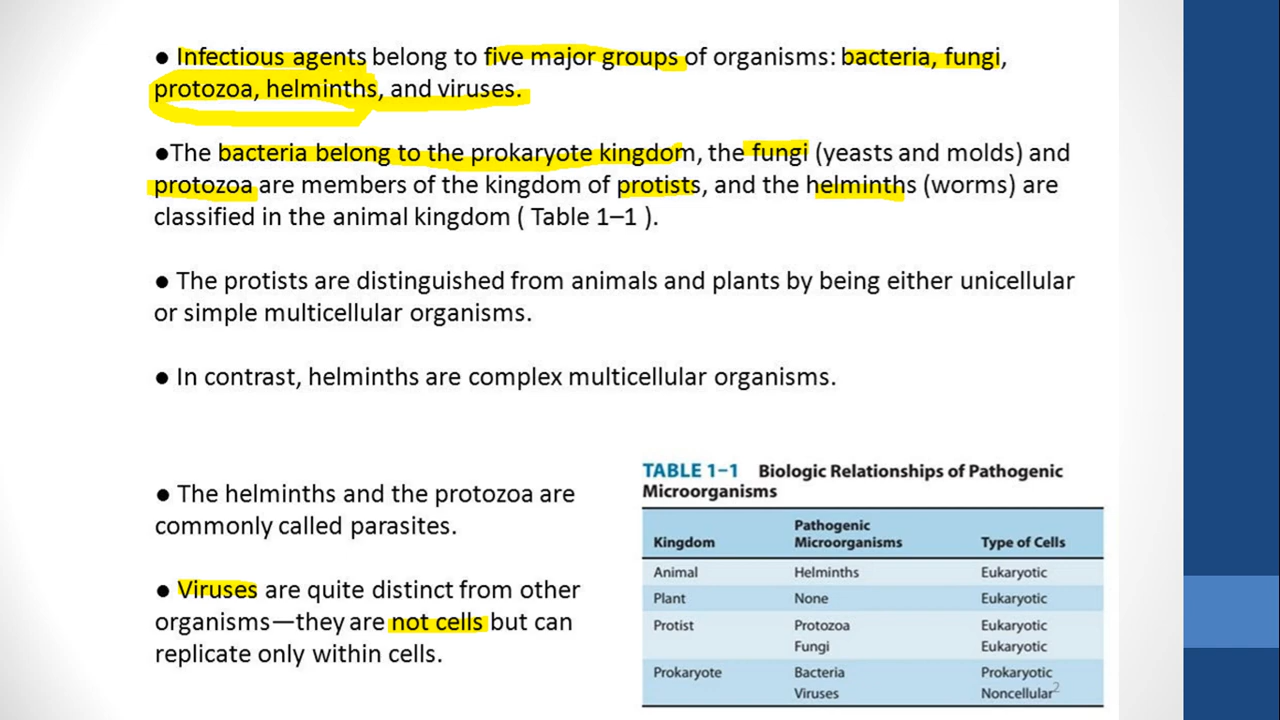 ● Infectious agents belong to five major groups of organisms: bacteria, fungi,
protozoa, helminths, and viruses.
●The bacteria belong to the prokaryote kingdom, the fungi (yeasts and molds) and
protozoa are members of the kingdom of protists, and the helminths (worms) are
classified in the animal kingdom ( Table 1–1 ).
● The protists are distinguished from animals and plants by being either unicellular
or simple multicellular organisms.
● In contrast, helminths are complex multicellular organisms.
● The helminths and the protozoa are
commonly called parasites.
● Viruses are quite distinct from other
organisms—they are not cells but can
replicate only within cells.
TABLE 1–1 Biologic Relationships of Pathogenic
Microorganisms
Kingdom Pathogenic Microorganisms Type of Cells
Animal Helminths Eukaryotic
Plant None Eukaryotic
Protist Protozoa Eukaryotic
Fungi Eukaryotic
Prokaryote Bacteria Prokaryotic
Viruses Noncellular
2